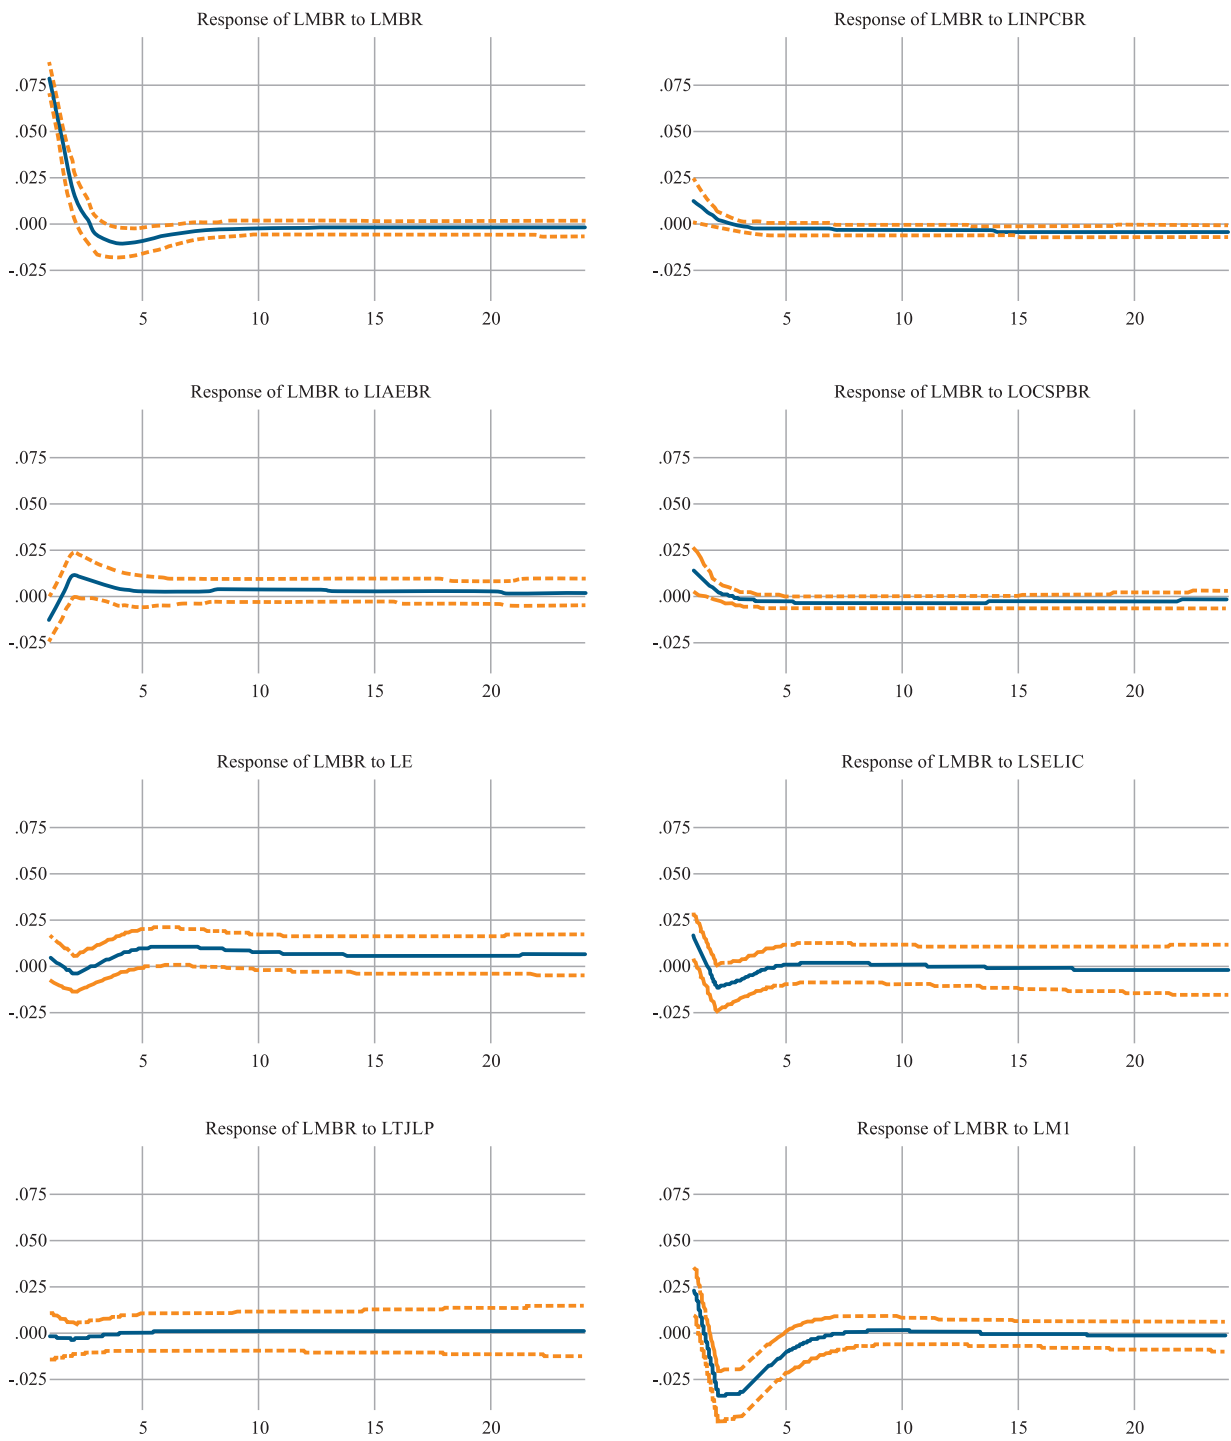 Response of LMBR to LMBR
.075
.050
.025
.000
-.025
5 10 15 20
Response of LMBR to LINPCBR
.075
.050
.025
.000
-.025
5 10 15 20
Response of LMBR to LIAEBR
.075
.050
.025
.000
-.025
5 10 15 20
Response of LMBR to LOCSPBR
.075
.050
.025
.000
-.025
5 10 15 20
Response of LMBR to LE
.075
.050
.025
.000
-.025
5 10 15 20
Response of LMBR to LSELIC
.075
.050
.025
.000
-.025
5 10 15 20
Response of LMBR to LTJLP
.075
.050
.025
.000
-.025
5 10 15 20
Response of LMBR to LM1
.075
.050
.025
.000
-.025
5 10 15 20